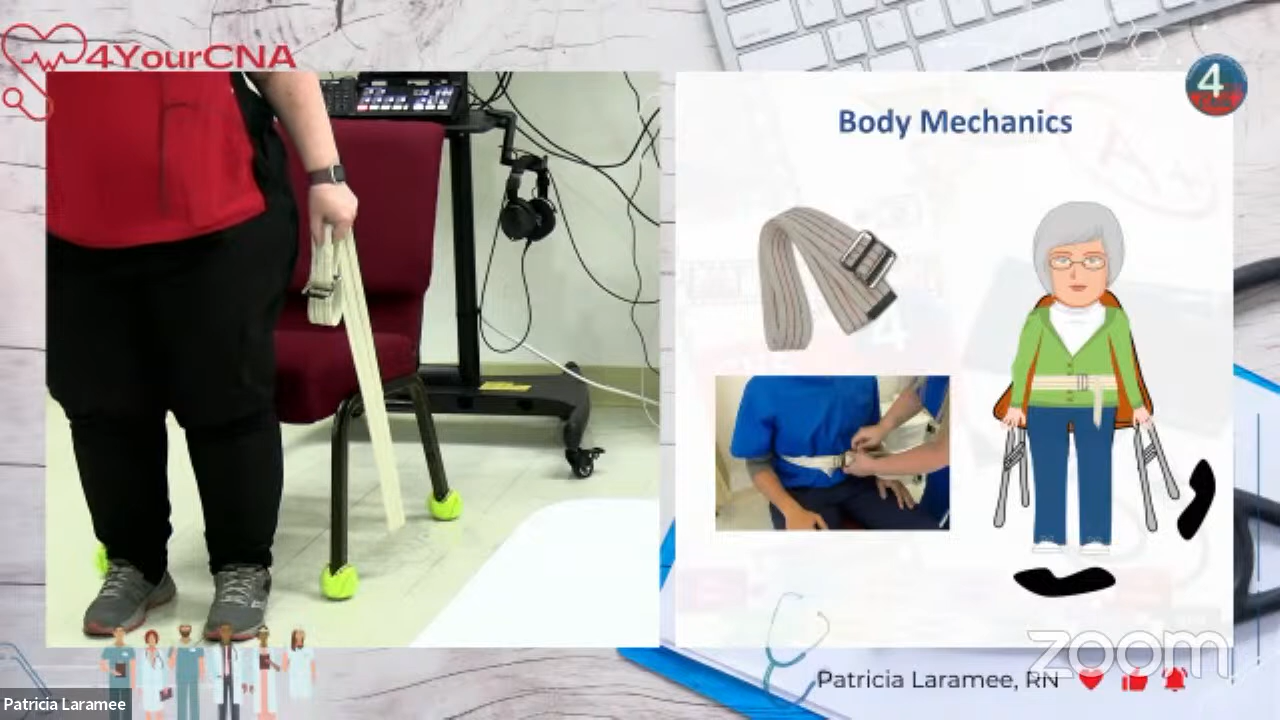 4YourCNA
4
Body Mechanics
zoom
Patricia Laramee, RN
Patricia Laramee